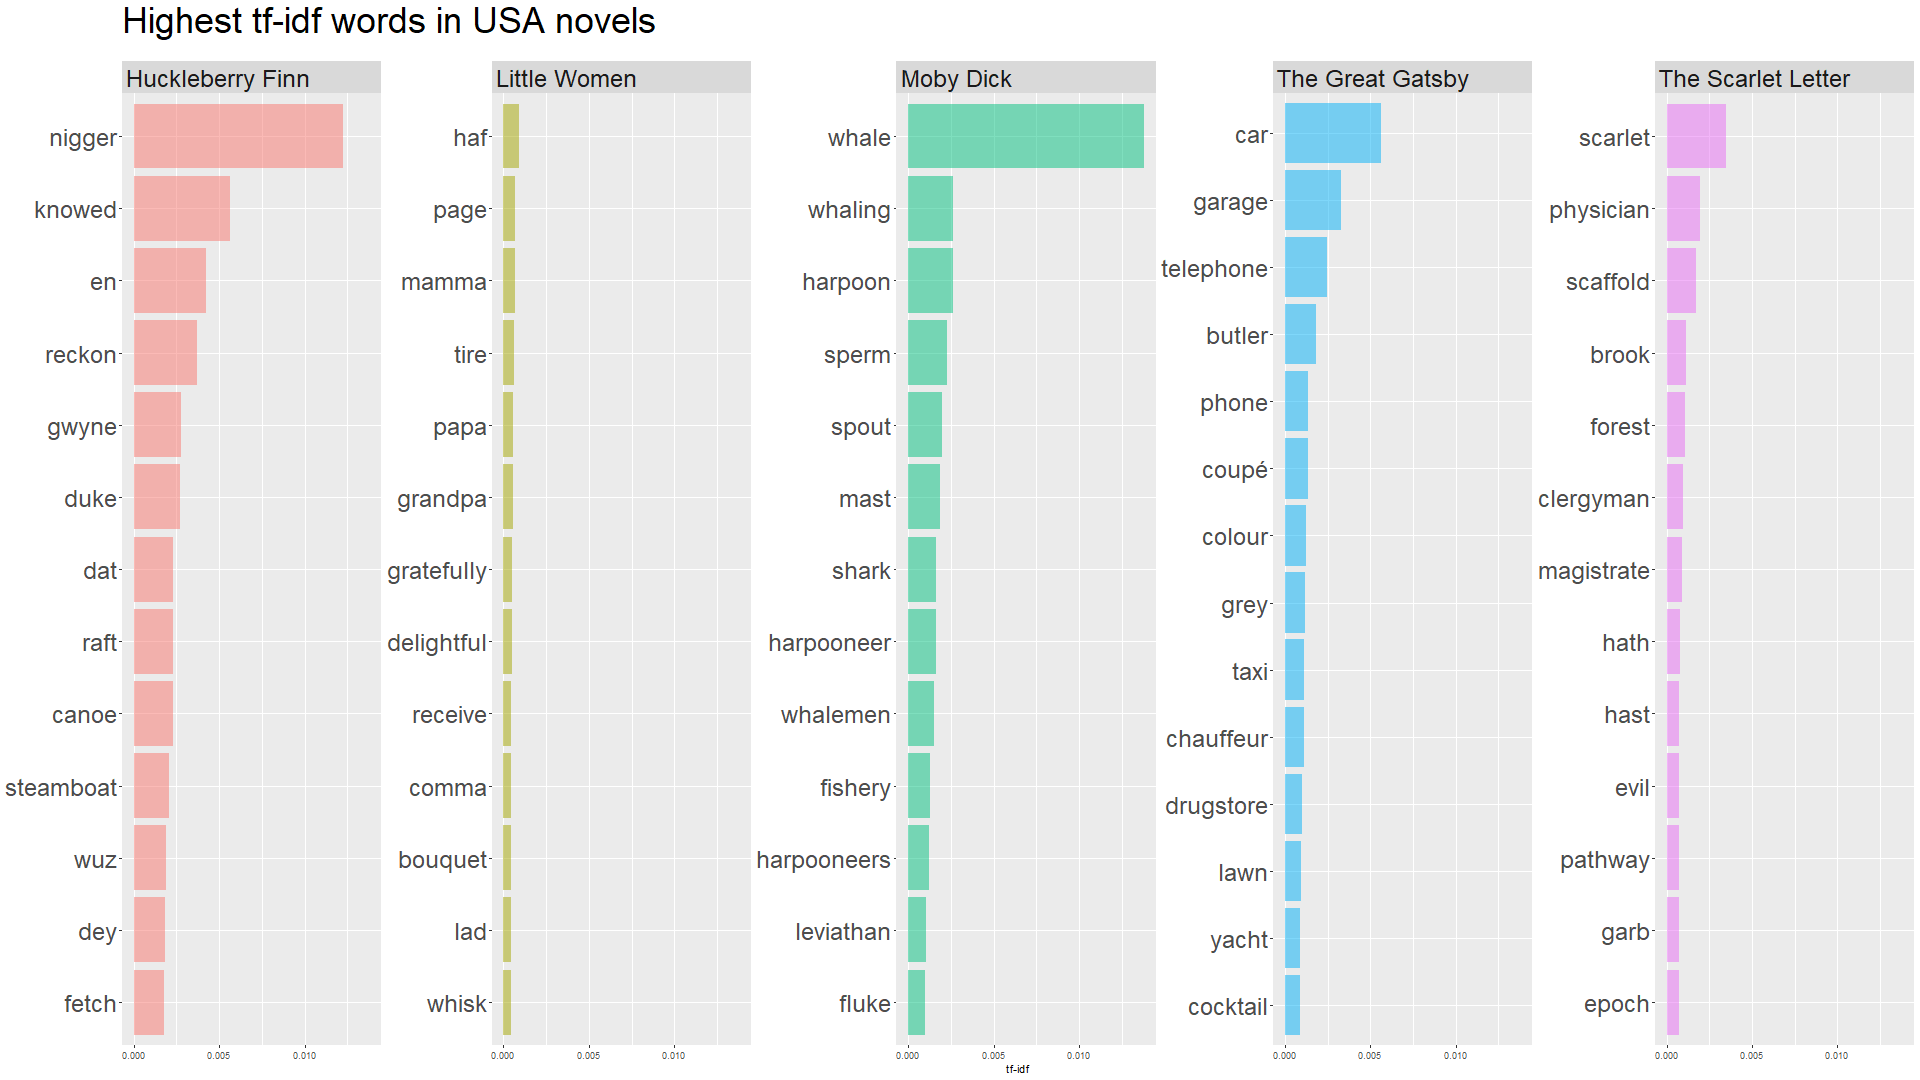 Highest tf-idf words in USA novels
Huckleberry Finn
nigger
knowed
en
reckon
gwyne
duke
dat
raft
canoe
steamboat
wuz
dey
fetch
0.000 0.005 0.010
Little Women
haf
page
mamma
tire
papa
grandpa
gratefully
delightful
receive
comma
bouquet
lad
whisk
0.000 0.005 0.010
Moby Dick
whale
whaling
harpoon
sperm
spout
mast
shark
harpooneer
whalemen
fishery
harpooneers
leviathan
fluke
0.000 0.005 0.010
The Great Gatsby
car
garage
telephone
butler
phone
coupé
colour
grey
taxi
chauffeur
drugstore
lawn
yacht
cocktail
0.000 0.005 0.010
The Scarlet Letter
scarlet
physician
scaffold
brook
forest
clergyman
magistrate
hath
hast
evil
pathway
garb
epoch
0.000 0.005 0.010
tf-idf